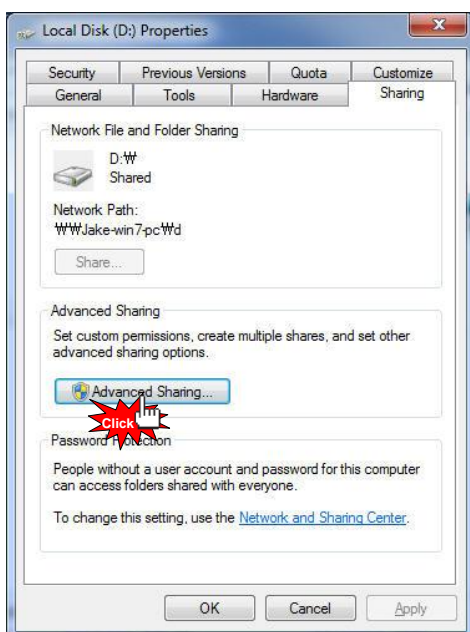 Local Disk (D:) Properties
Security Previous Versions Quota Customize
General Tools Hardware Sharing
Network File and Folder Sharing
D:₩
Shared
Network Path:
₩₩Jake-win7-pc₩d
Share...
Advanced Sharing
Set custom permissions, create multiple shares, and set other
advanced sharing options.
Advanced Sharing...
Click
Password Protection
People without a user account and password for this computer
can access folders shared with everyone.
To change this setting, use the Network and Sharing Center.
OK Cancel Apply